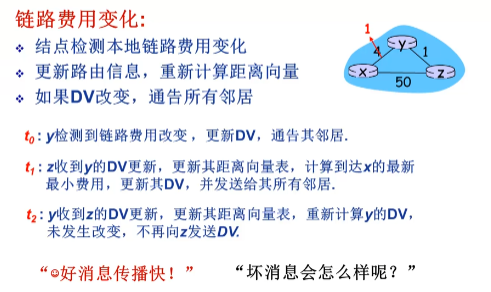 链路费用变化:
❖ 结点检测本地链路费用变化
❖ 更新路由信息，重新计算距离向量
❖ 如果DV改变，通告所有邻居
1
4
y
1
x
z
50
t0 : y检测到链路费用改变 ，更新DV，通告其邻居.
t1 : z收到y的DV更新，更新其距离向量表，计算到达x的最新
最小费用，更新其DV，并发送给其所有邻居.
t2 : y收到z的DV更新，更新其距离向量表，重新计算y的DV，
未发生改变，不再向z发送DV.
“☺好消息传播快！” “坏消息会怎么样呢？”